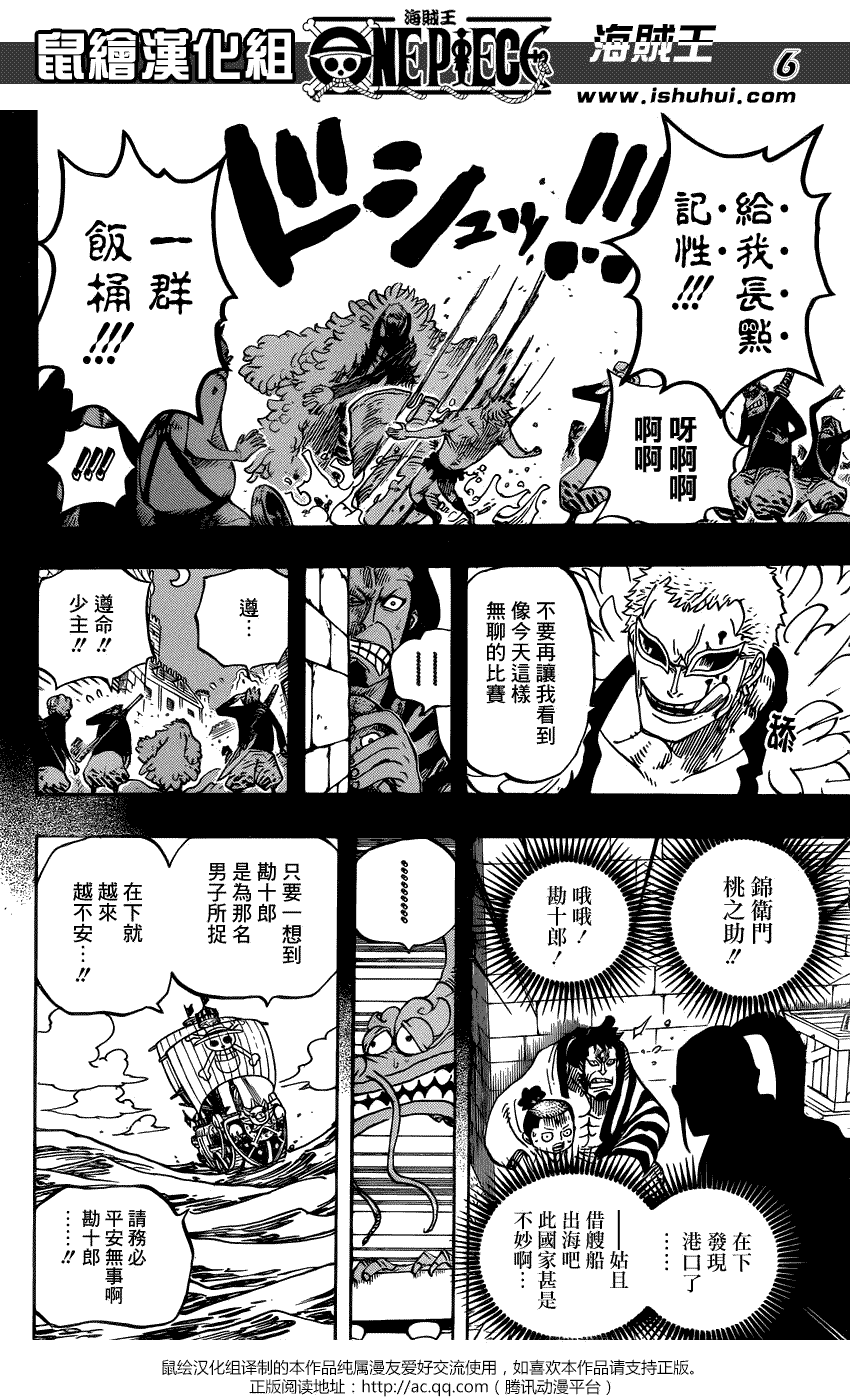 鼠繪漢化組
海賊王
ONE PIECE
海賊王
6
www.ishuhui.com
給我長點
記性!!!
ドシュッ!!!
一群
飯桶!!!
呀啊啊
啊啊
!!!!
不要再讓我看到
像今天這樣
無聊的比賽
舔
!!!
遵…
遵命!!
少主!!
錦衛門
桃之助!!
哦哦!
勘十郎!
在下
發現
港口了
……
——姑且
借艘船
出海吧
此國家甚是
不妙啊…
只要一想到
勘十郎
是為那名
男子所捉
在下就
越來
越不安…!!
請務必
平安無事啊
勘十郎
……!!
鼠绘汉化组译制的本作品纯属漫友爱好交流使用，如喜欢本作品请支持正版。
正版阅读地址：http://ac.qq.com（腾讯动漫平台）